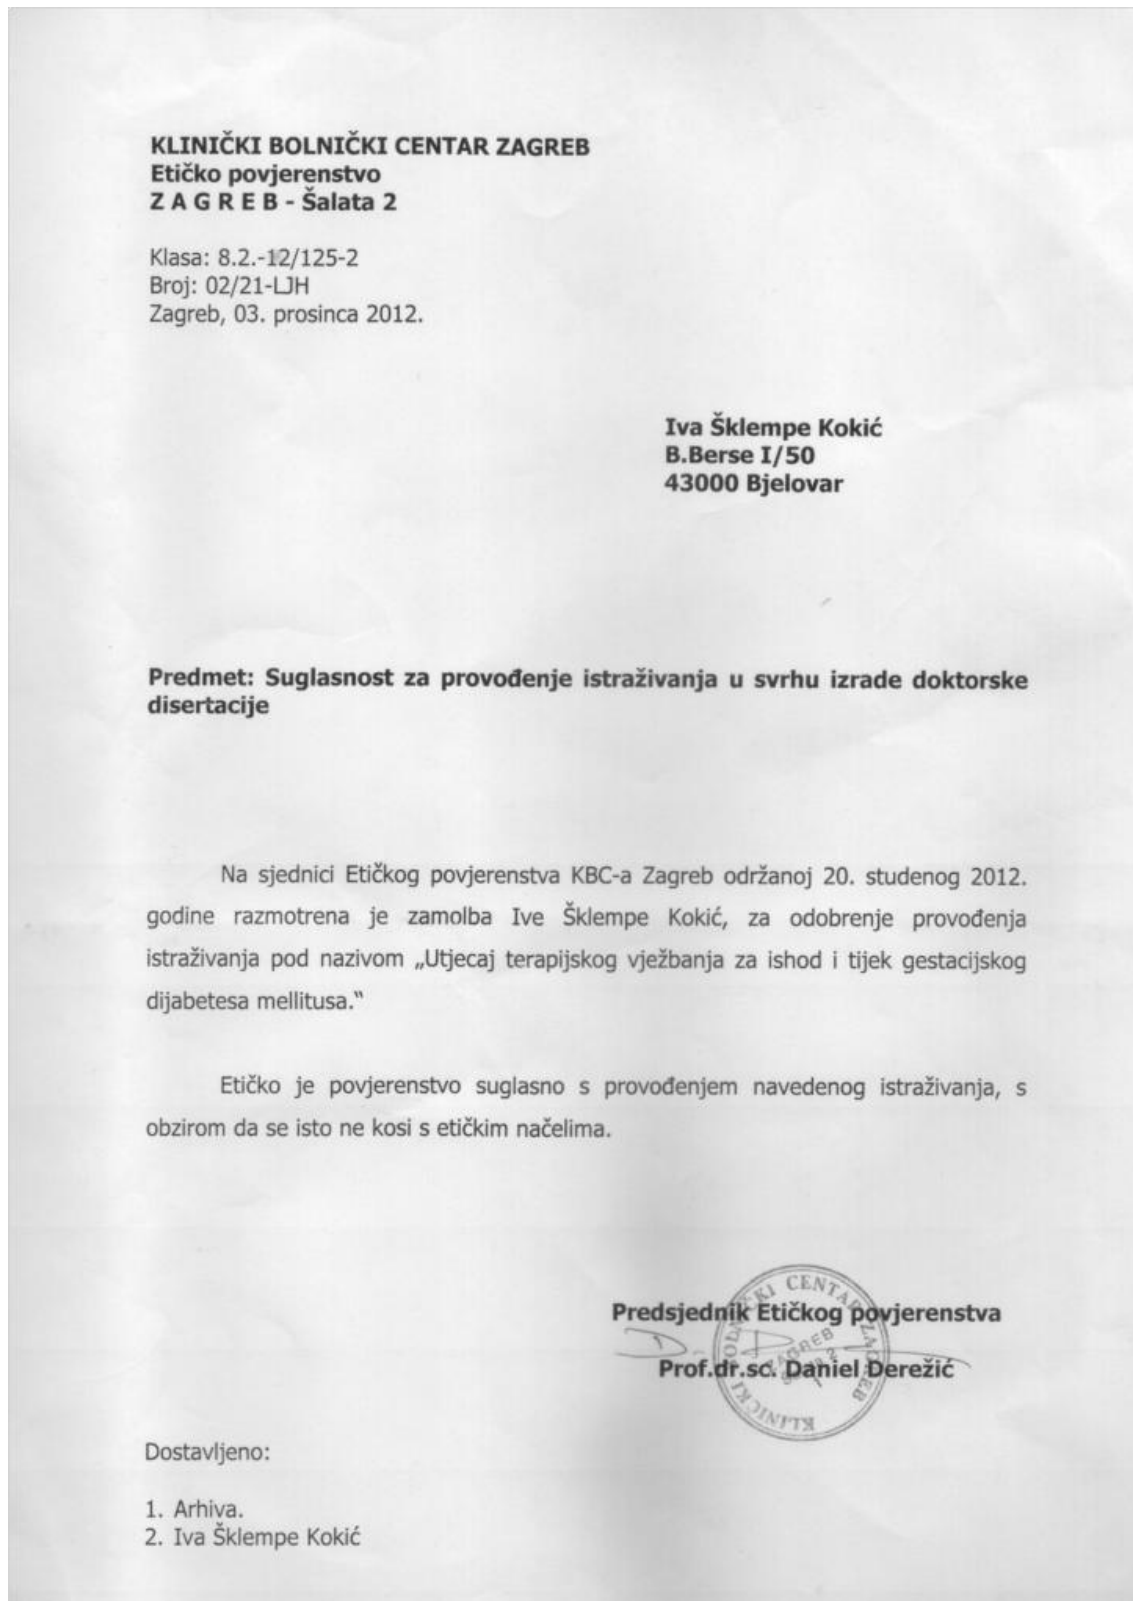 KLINIČKI BOLNIČKI CENTAR ZAGREB
Etičko povjerenstvo
Z A G R E B - Šalata 2
Klasa: 8.2.-12/125-2
Broj: 02/21-LJH
Zagreb, 03. prosinca 2012.
Iva Šklempe Kokić
B.Berse I/50
43000 Bjelovar
Predmet: Suglasnost za provođenje istraživanja u svrhu izrade doktorske
disertacije
Na sjednici Etičkog povjerenstva KBC-a Zagreb održanoj 20. studenog 2012.
godine razmotrena je zamolba Ive Šklempe Kokić, za odobrenje provođenja
istraživanja pod nazivom „Utjecaj terapijskog vježbanja za ishod i tijek gestacijskog
dijabetesa mellitusa.“
Etičko je povjerenstvo suglasno s provođenjem navedenog istraživanja, s
obzirom da se isto ne kosi s etičkim načelima.
Predsjednik Etičkog povjerenstva
Prof.dr.sc. Daniel Derežić
KLINIČKI BOLNIČKI CENTAR ZAGREB
ZAGREB
Dostavljeno:
1. Arhiva.
2. Iva Šklempe Kokić